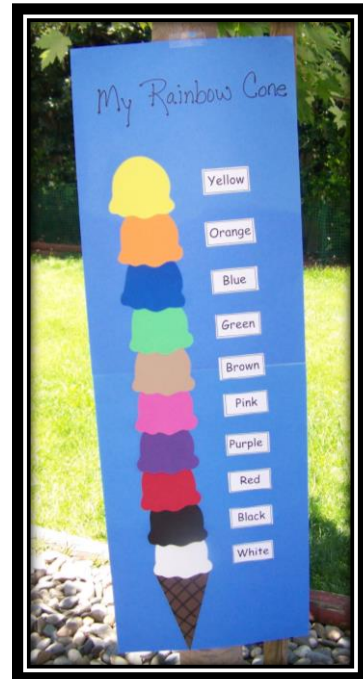 My Rainbow Cone
Yellow
Orange
Blue
Green
Brown
Pink
Purple
Red
Black
White